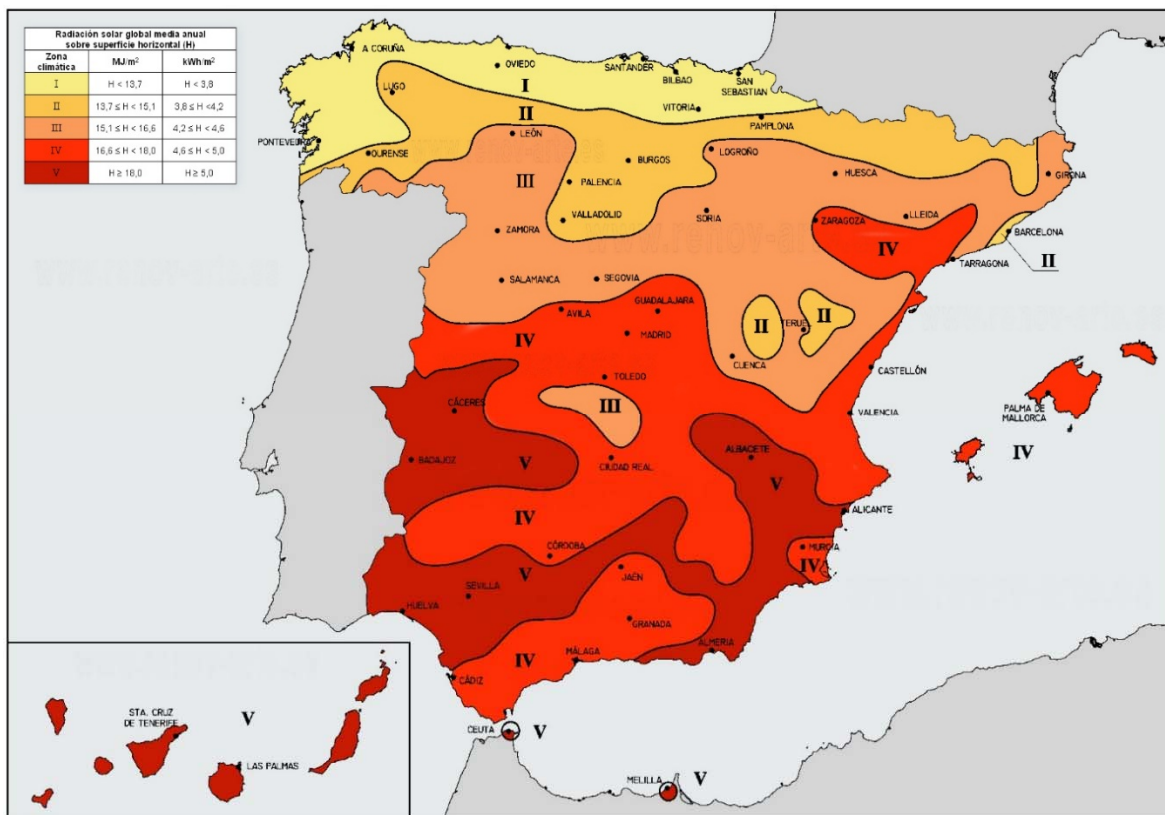 Radiación solar global media anual
sobre superficie horizontal (H)
Zona climática MJ/m² kWh/m²
I H < 13,7 H < 3,8
II 13,7 ≤ H < 15,1 3,8 ≤ H <4,2
III 15,1 ≤ H < 16,6 4,2 ≤ H < 4,6
IV 16,6 ≤ H < 18,0 4,6 ≤ H < 5,0
V H ≥ 18,0 H ≥ 5,0
A CORUÑA
OVIEDO
SANTANDER
BILBAO
SAN
SEBASTIAN
I
LUGO
VITORIA
II
PAMPLONA
LEÓN
PONTEVEDRA
OURENSE
BURGOS
LOGROÑO
III
PALENCIA
HUESCA
GIRONA
VALLADOLID
SORIA
ZARAGOZA
LLEIDA
ZAMORA
www.renov-ar
IV
BARCELONA
II
TARRAGONA
SALAMANCA
SEGOVIA
AVILA
GUADALAJARA
II
TERUEL
II
IV
MADRID
CUENCA
CASTELLÓN
TOLEDO
III
CÁCERES
VALENCIA
PALMA DE
MALLORCA
IV
BADAJOZ
V
CIUDAD REAL
ALBACETE
V
IV
ALICANTE
CÓRDOBA
MURCIA
IV
V
JAÉN
SEVILLA
HUELVA
GRANADA
ALMERIA
IV
MÁLAGA
CÁDIZ
CEUTA
V
MELILLA
V
STA. CRUZ
DE TENERIFE
V
LAS PALMAS